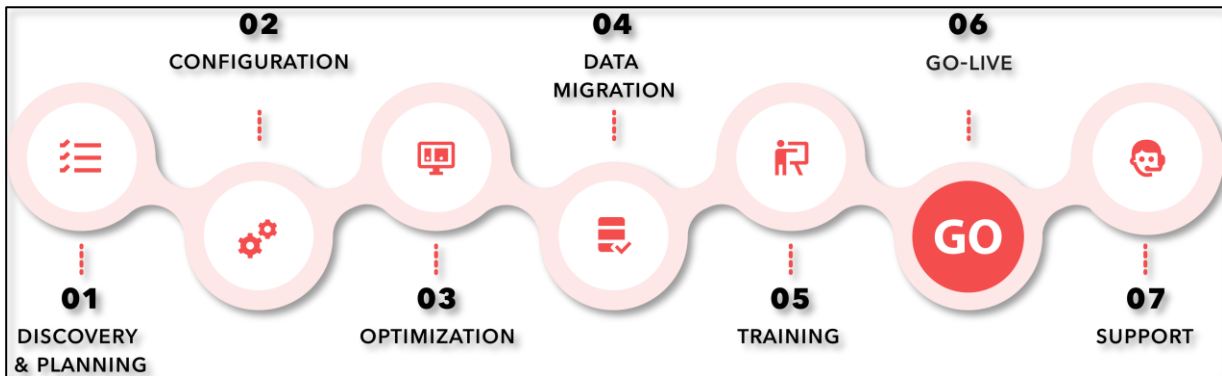 01
DISCOVERY
& PLANNING
02
CONFIGURATION
03
OPTIMIZATION
04
DATA
MIGRATION
05
TRAINING
06
GO-LIVE
GO
07
SUPPORT